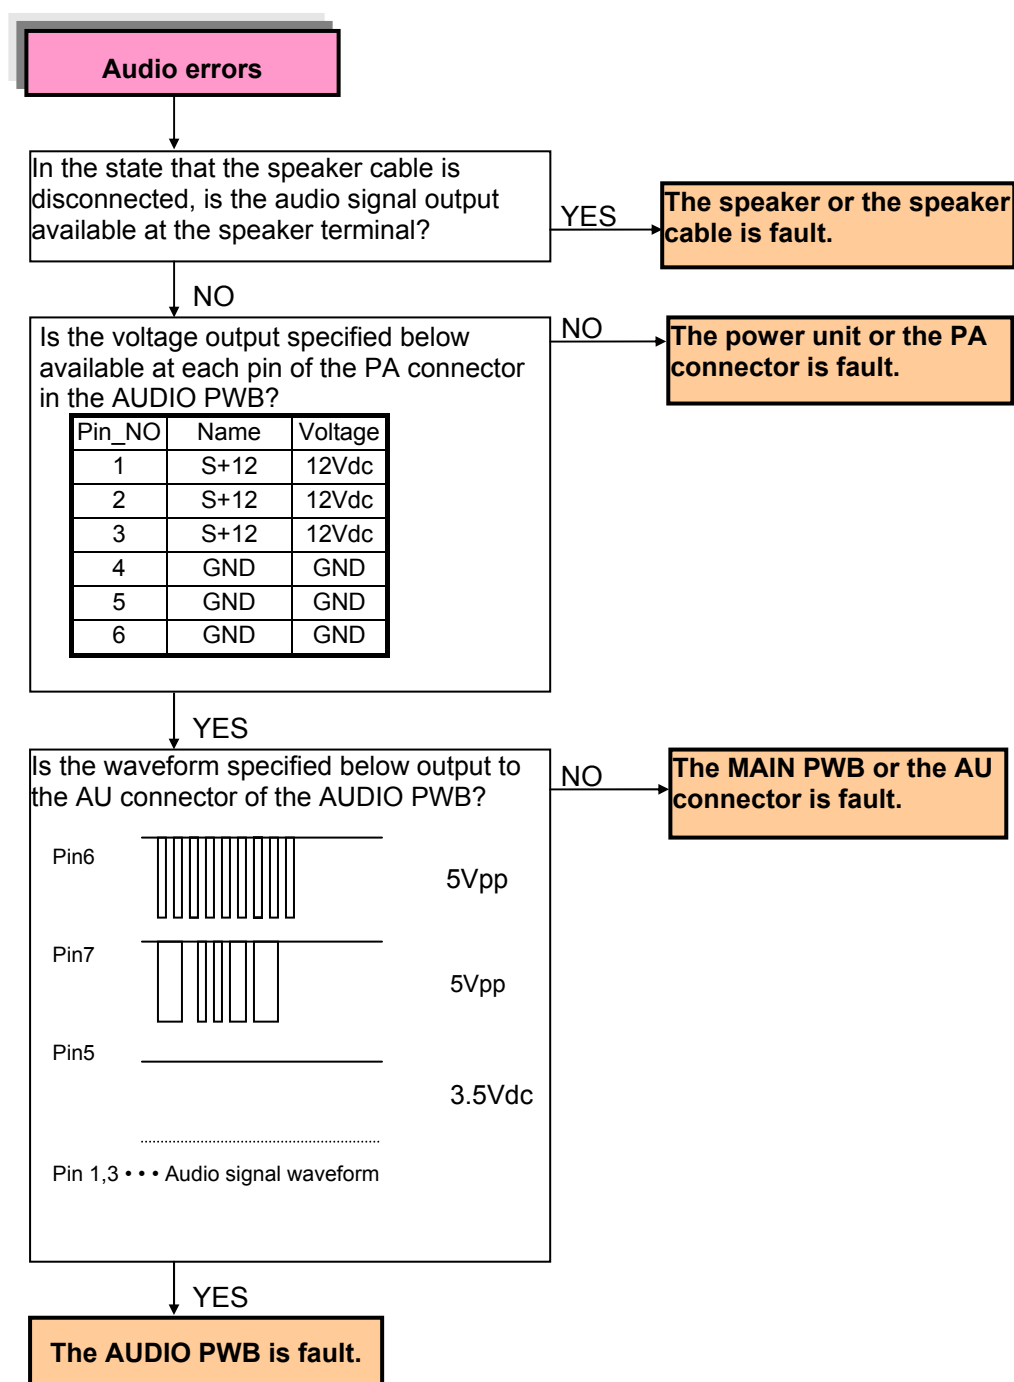 Audio errors
In the state that the speaker cable is
disconnected, is the audio signal output
available at the speaker terminal?
YES
The speaker or the speaker
cable is fault.
NO
Is the voltage output specified below
available at each pin of the PA connector
in the AUDIO PWB?
NO
The power unit or the PA
connector is fault.
Pin_NO Name Voltage
1 S+12 12Vdc
2 S+12 12Vdc
3 S+12 12Vdc
4 GND GND
5 GND GND
6 GND GND
YES
Is the waveform specified below output to
the AU connector of the AUDIO PWB?
NO
The MAIN PWB or the AU
connector is fault.
Pin6
5Vpp
Pin7
5Vpp
Pin5
3.5Vdc
Pin 1,3 • • • Audio signal waveform
YES
The AUDIO PWB is fault.